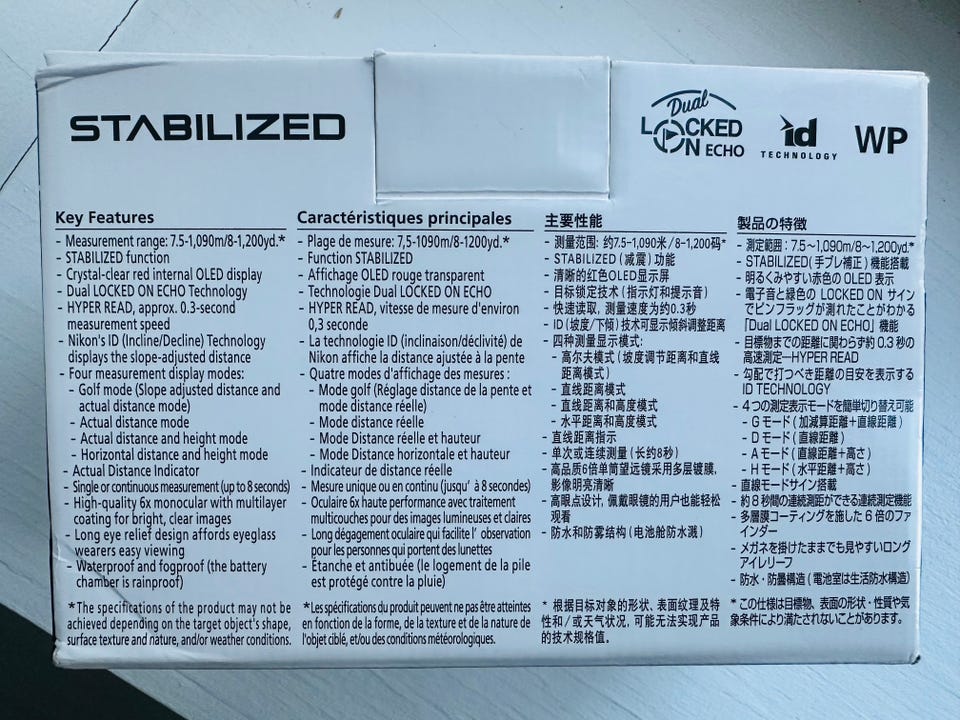 STABILIZED
Dual
LOCKED
ON ECHO
id
TECHNOLOGY
WP
Key Features
- Measurement range: 7.5-1,090m/8-1,200yd.*
- STABILIZED function
- Crystal-clear red internal OLED display
- Dual LOCKED ON ECHO Technology
- HYPER READ, approx. 0.3-second
measurement speed
- Nikon's ID (Incline/Decline) Technology
displays the slope-adjusted distance
- Four measurement display modes:
- Golf mode (Slope adjusted distance and
actual distance mode)
- Actual distance mode
- Actual distance and height mode
- Horizontal distance and height mode
- Actual Distance Indicator
- Single or continuous measurement (up to 8 seconds)
- High-quality 6x monocular with multilayer
coating for bright, clear images
- Long eye relief design affords eyeglass
wearers easy viewing
- Waterproof and fogproof (the battery
chamber is rainproof)
*The specifications of the product may not be
achieved depending on the target object's shape,
surface texture and nature, and/or weather conditions.
Caractéristiques principales
- Plage de mesure: 7,5-1090m/8-1200yd.*
- Function STABILIZED
- Affichage OLED rouge transparent
- Technologie Dual LOCKED ON ECHO
- HYPER READ, vitesse de mesure d'environ
0,3 seconde
- La technologie ID (inclinaison/déclivité) de
Nikon affiche la distance ajustée à la pente
- Quatre modes d'affichage des mesures :
- Mode golf (Réglage distance de la pente et
mode distance réelle)
- Mode distance réelle
- Mode Distance réelle et hauteur
- Mode Distance horizontale et hauteur
- Indicateur de distance réelle
- Mesure unique ou en continu (jusqu' à 8 secondes)
- Oculaire 6x haute performance avec traitement
multicouches pour des images lumineuses et claires
- Long dégagement oculaire qui facilite l' observation
pour les personnes qui portent des lunettes
- Étanche et antibuée (le logement de la pile
est protégé contre la pluie)
*Les spécifications du produit peuvent ne pas être atteintes
en fonction de la forme, de la texture et de la nature de
l'objet ciblé, et/ou des conditions météorologiques.
主要性能
- 测量范围: 约7.5-1,090米/8-1,200码*
- STABILIZED(减震)功能
- 清晰的红色OLED显示屏
- 目标锁定技术(指示灯和提示音)
- 快速读取, 测量速度为约0.3秒
- ID(坡度/下倾)技术可显示倾斜调整距离
- 四种测量显示模式:
- 高尔夫模式(坡度调节距离和直线
距离模式)
- 直线距离模式
- 直线距离和高度模式
- 水平距离和高度模式
- 直线距离指示
- 单次或连续测量(长约8秒)
- 高品质6倍单筒望远镜采用多层镀膜,
影像明亮清晰
- 高眼点设计, 佩戴眼镜的用户也能轻松
观看
- 防水和防雾结构(电池舱防水溅)
* 根据目标对象的形状、表面纹理及特
性和/或天气状况, 可能无法实现产品
的技术规格值。
製品の特徴
- 測定範囲：7.5～1,090m/8-1,200yd.*
- STABILIZED(手ブレ補正)機能搭載
- 明るくみやすい赤色の OLED 表示
- 電子音と緑色の LOCKED ON サイン
でピンフラッグが測れたことがわかる
「Dual LOCKED ON ECHO」機能
- 目標物までの距離に関わらず約 0.3 秒の
高速測定―HYPER READ
- 勾配で打つべき距離の目安を表示する
ID TECHNOLOGY
- 4つの測定表示モードを簡単切り替え可能
- G モード(加減算距離+直線距離)
- D モード(直線距離)
- A モード(直線距離+高さ)
- H モード(水平距離+高さ)
- 直線モードサイン搭載
- 約 8 秒間の連続測距ができる連続測定機能
- 多層膜コーティングを施した 6 倍のファ
インダー
- メガネを掛けたままでも見やすいロング
アイレリーフ
- 防水・防曇構造(電池室は生活防水構造)
* この仕様は目標物、表面の形状・性質や気
象条件により満たされないことがあります。